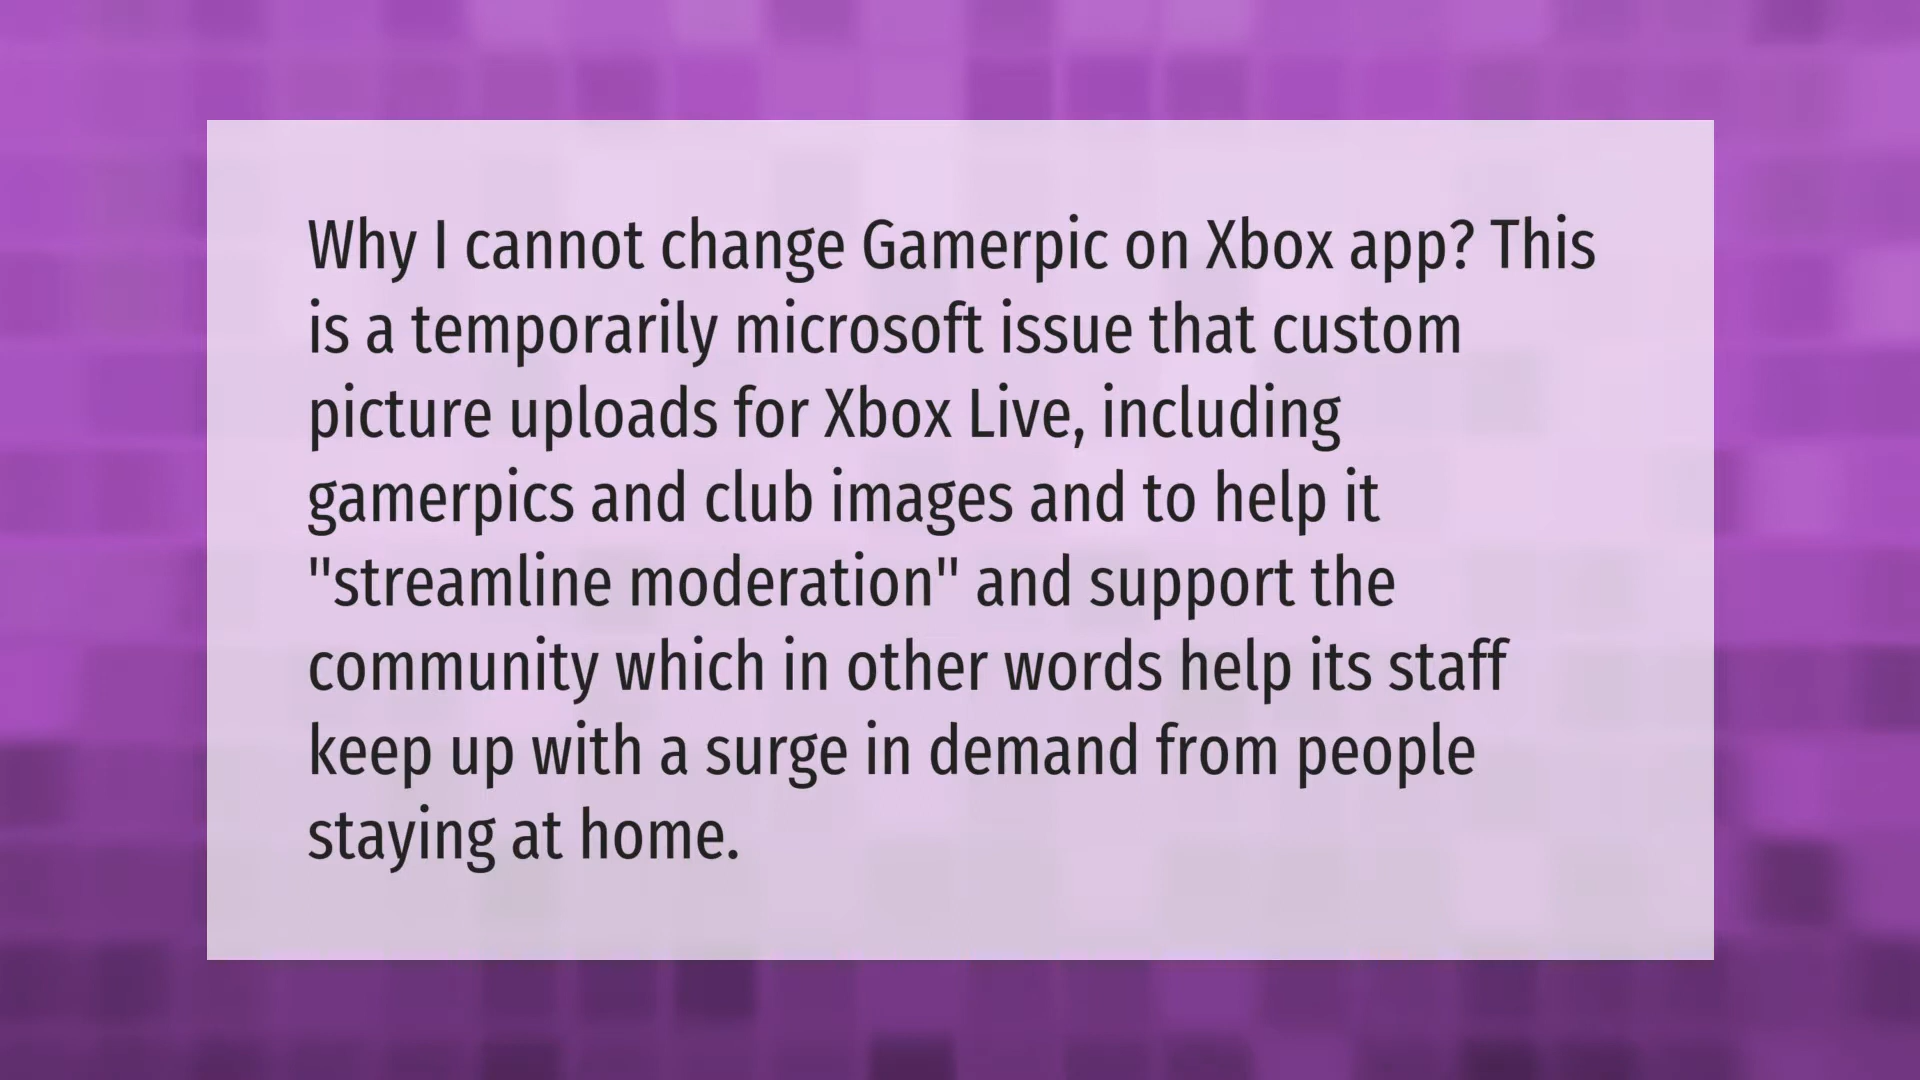 Why I cannot change Gamerpic on Xbox app? This
is a temporarily microsoft issue that custom
picture uploads for Xbox Live, including
gamerpics and club images and to help it
"streamline moderation" and support the
community which in other words help its staff
keep up with a surge in demand from people
staying at home.